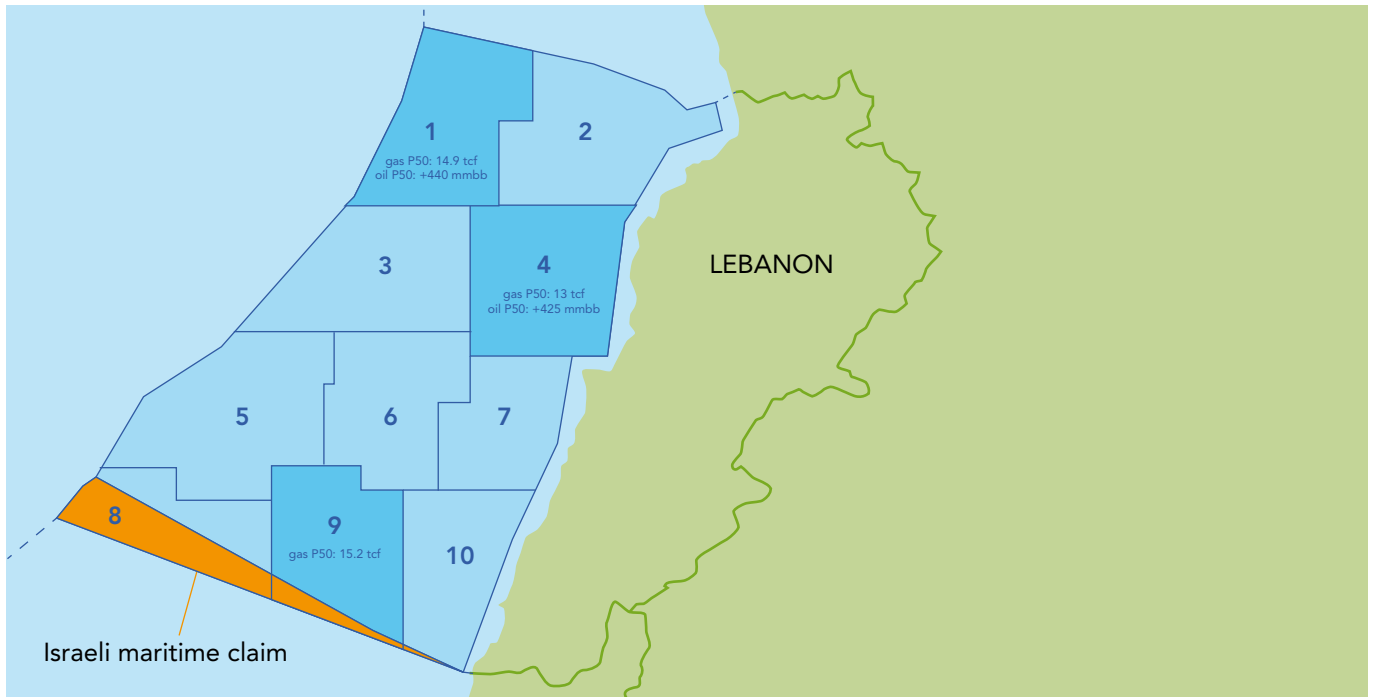 1
gas P50: 14.9 tcf
oil P50: +440 mmbb
2
3
4
gas P50: 13 tcf
oil P50: +425 mmbb
LEBANON
5
6
7
8
9
gas P50: 15.2 tcf
10
Israeli maritime claim